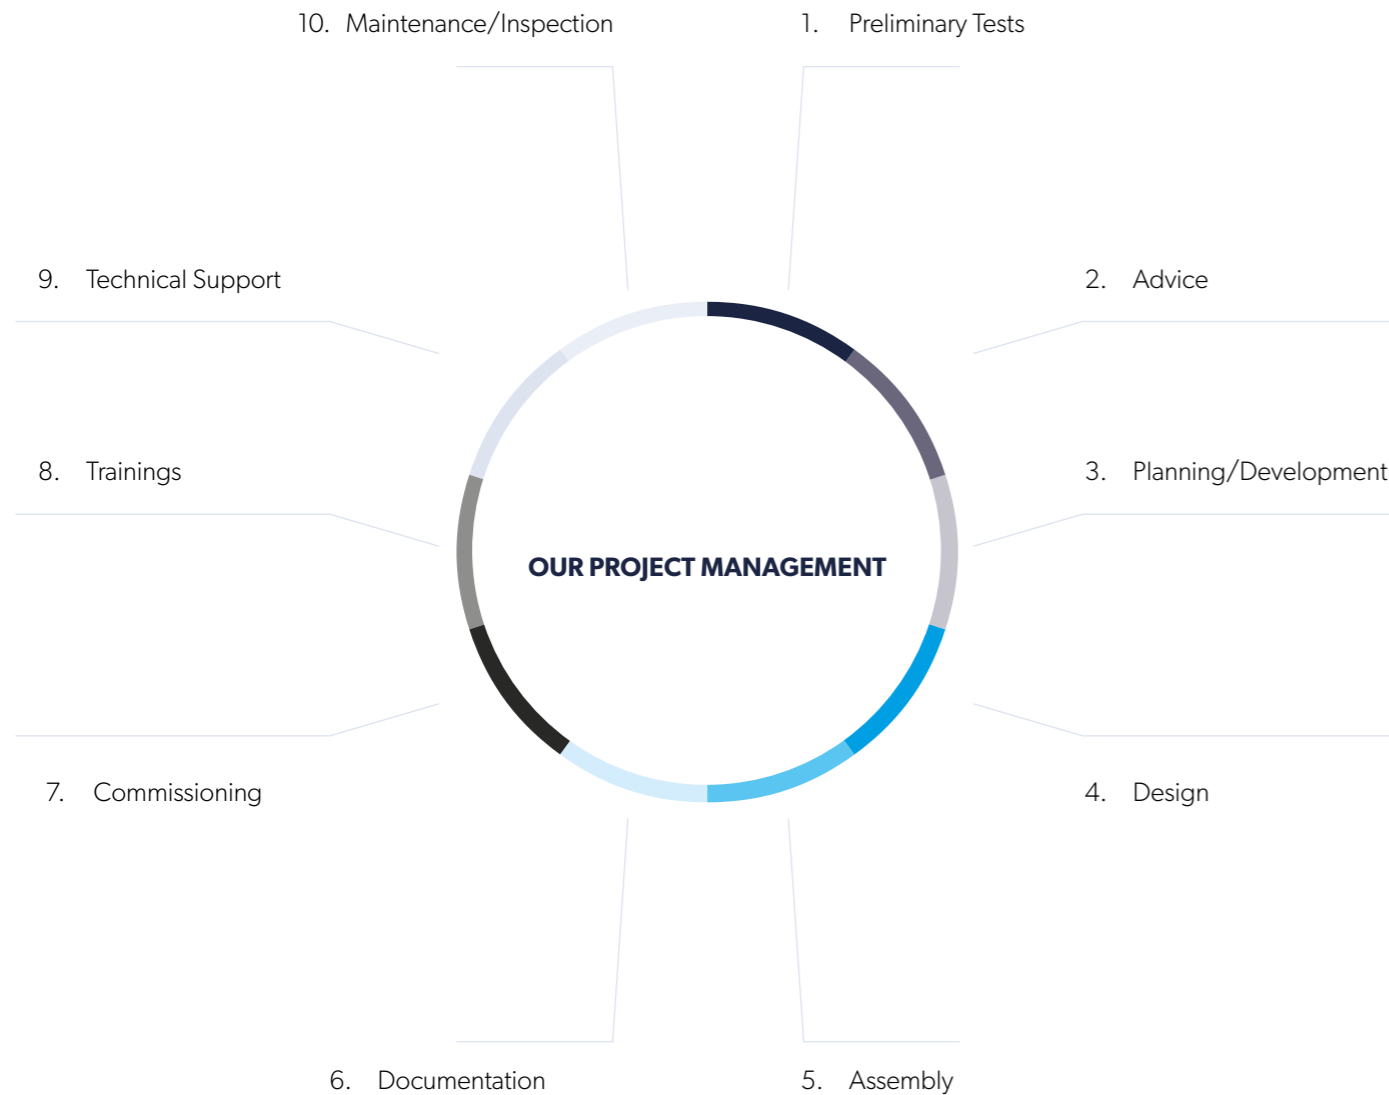 10. Maintenance/Inspection
1. Preliminary Tests
9. Technical Support
2. Advice
8. Trainings
3. Planning/Development
OUR PROJECT MANAGEMENT
7. Commissioning
4. Design
6. Documentation
5. Assembly